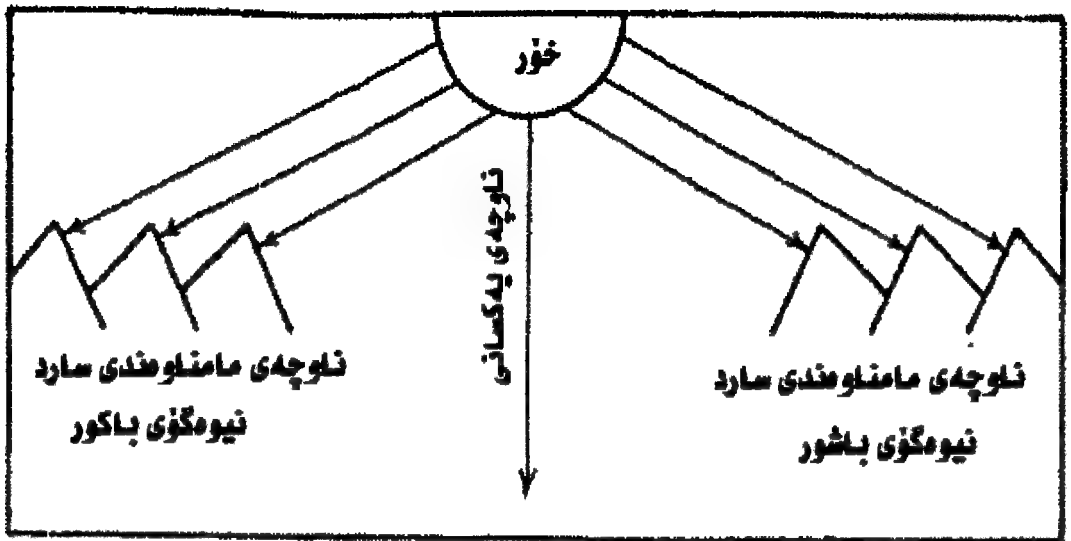 خۆر
ناوچەی یەکسانی
ناوچەی مامناوەندی سارد
نیوەگۆی باشور
ناوچەی مامناوەندی سارد
نیوەگۆی باکور